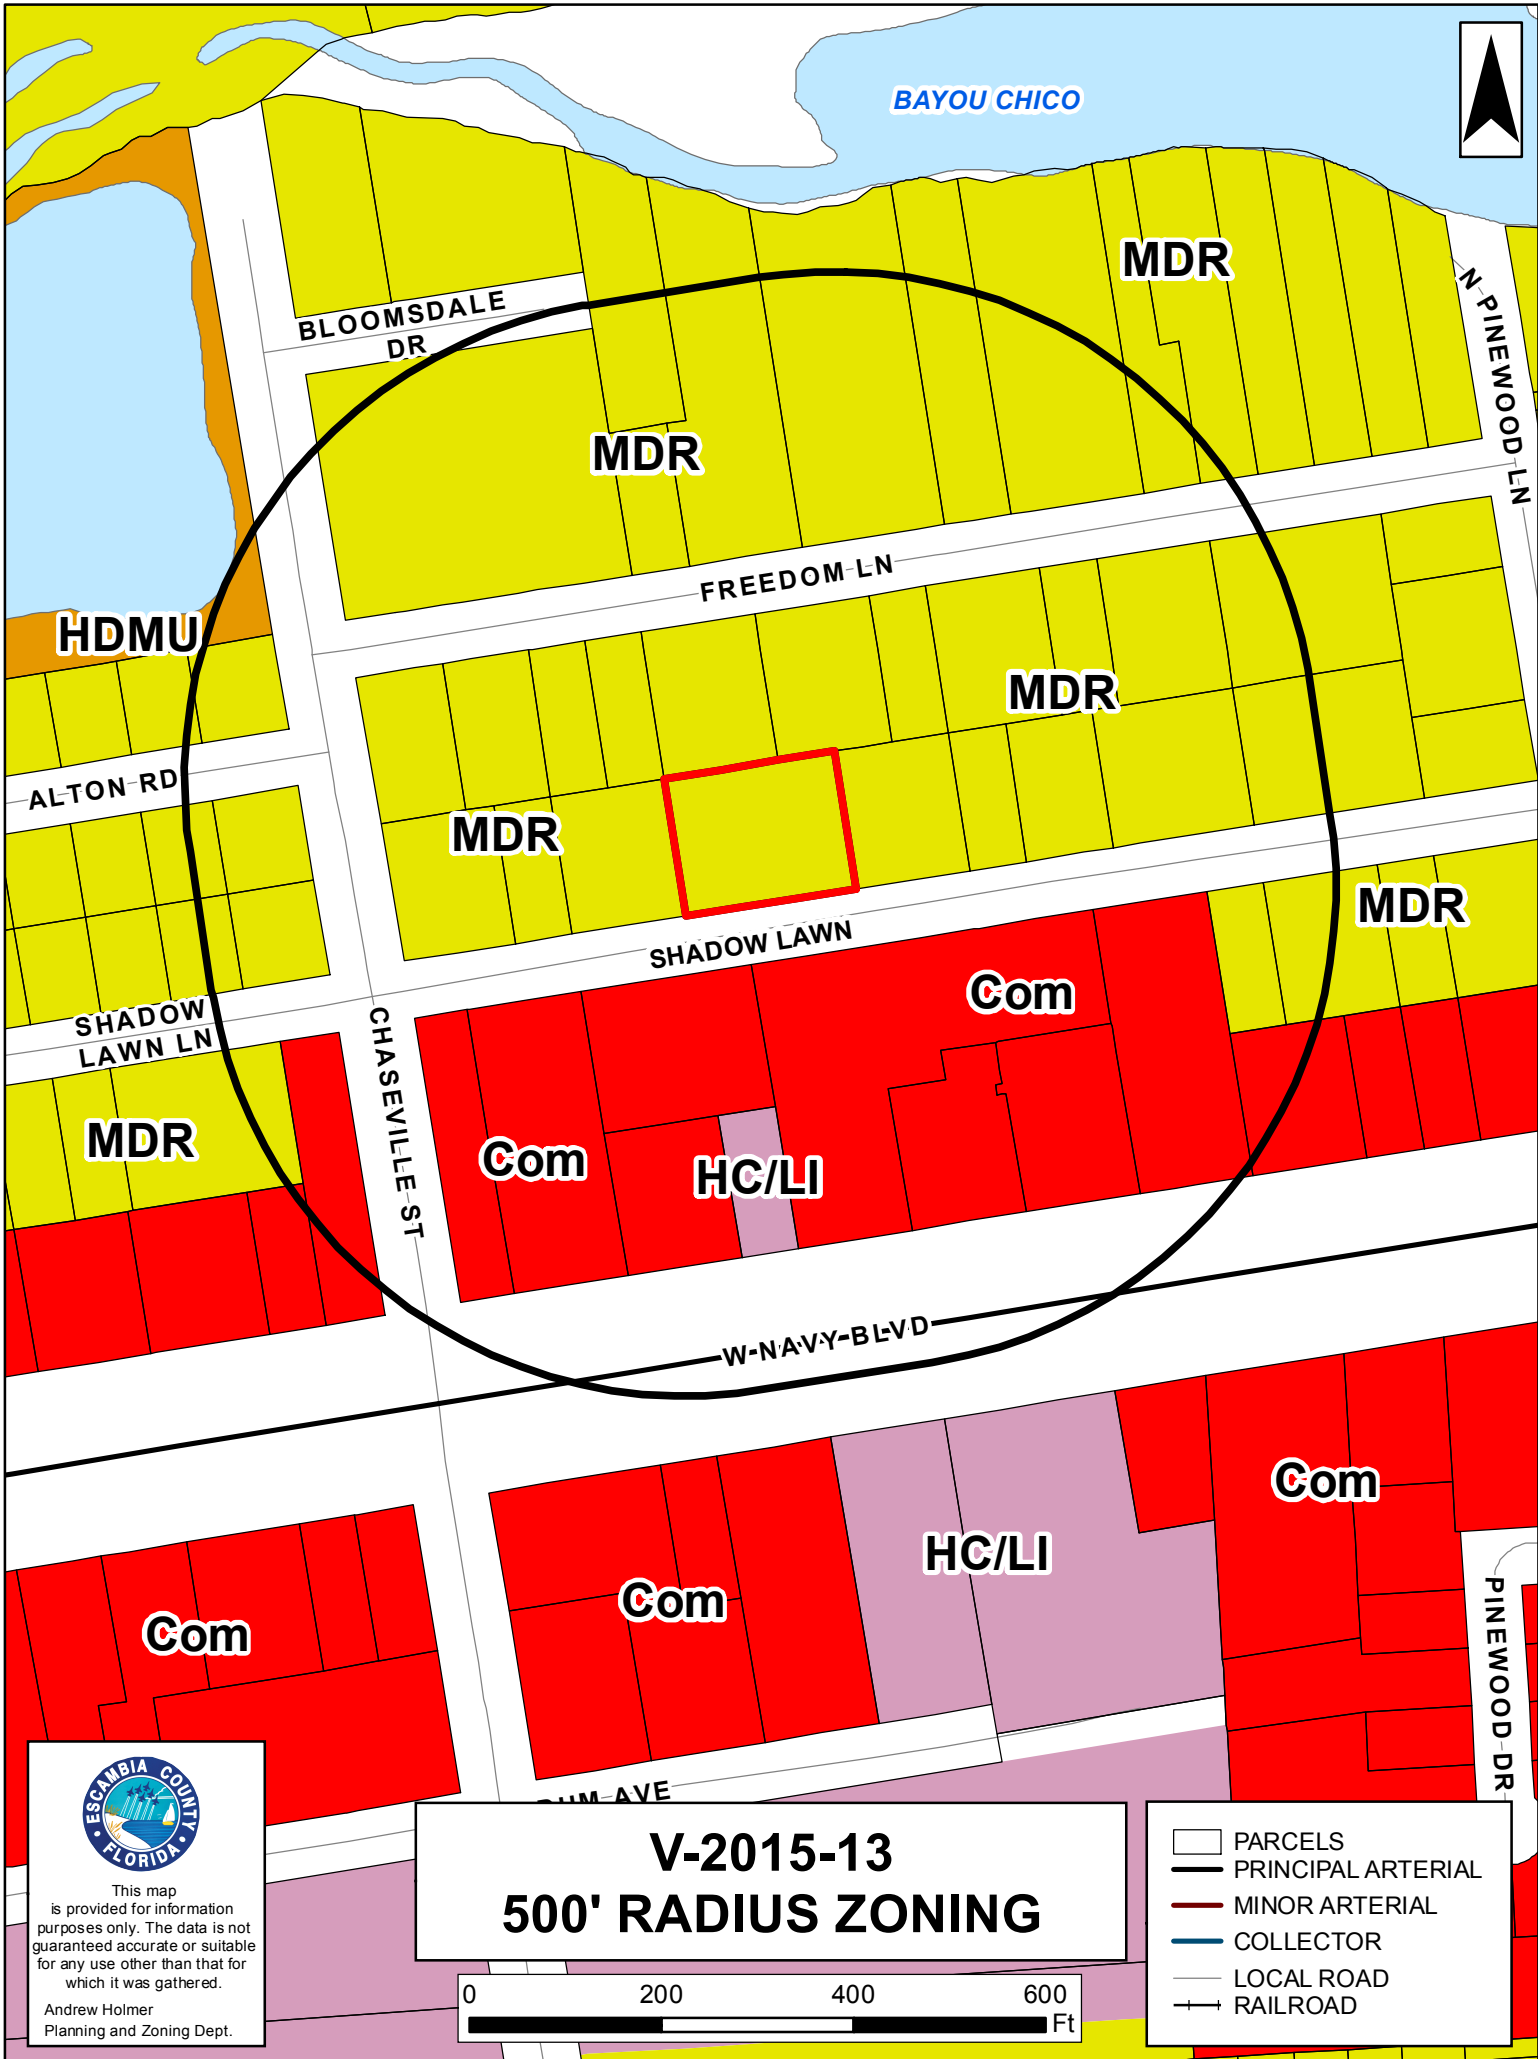 BAYOU CHICO
MDR
N PINEWOOD LN
BLOOMSDALE
DR
MDR
FREEDOM LN
HDMU
MDR
ALTON RD
MDR
MDR
SHADOW LAWN
Com
SHADOW
LAWN LN
CHASEVILLE ST
MDR
Com
HC/LI
W NAVY BLVD
Com
HC/LI
Com
Com
PINEWOOD DR
AVE
ESCAMBIA COUNTY
FLORIDA
This map
is provided for information
purposes only. The data is not
guaranteed accurate or suitable
for any use other than that for
which it was gathered.
Andrew Holmer
Planning and Zoning Dept.
V-2015-13
500' RADIUS ZONING
0 200 400 600
Ft
PARCELS
PRINCIPAL ARTERIAL
MINOR ARTERIAL
COLLECTOR
LOCAL ROAD
RAILROAD